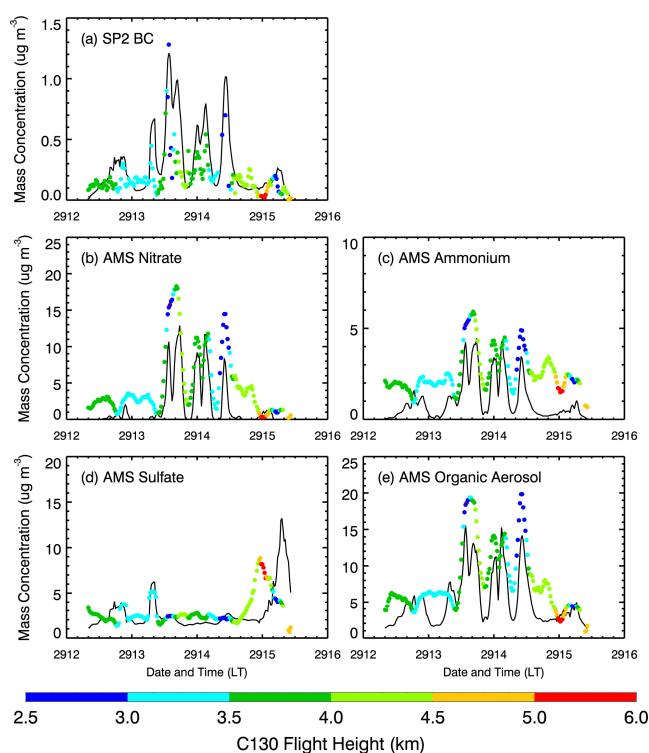 Mass Concentration (ug m⁻³)
(a) SP2 BC
1.5
1.0
0.5
0.0
2912 2913 2914 2915 2916
Mass Concentration (ug m⁻³)
(b) AMS Nitrate
25
20
15
10
5
0
2912 2913 2914 2915 2916
(c) AMS Ammonium
10
5
0
2912 2913 2914 2915 2916
Mass Concentration (ug m⁻³)
(d) AMS Sulfate
20
15
10
5
0
2912 2913 2914 2915 2916
Date and Time (LT)
(e) AMS Organic Aerosol
25
20
15
10
5
0
2912 2913 2914 2915 2916
Date and Time (LT)
2.5 3.0 3.5 4.0 4.5 5.0 6.0
C130 Flight Height (km)